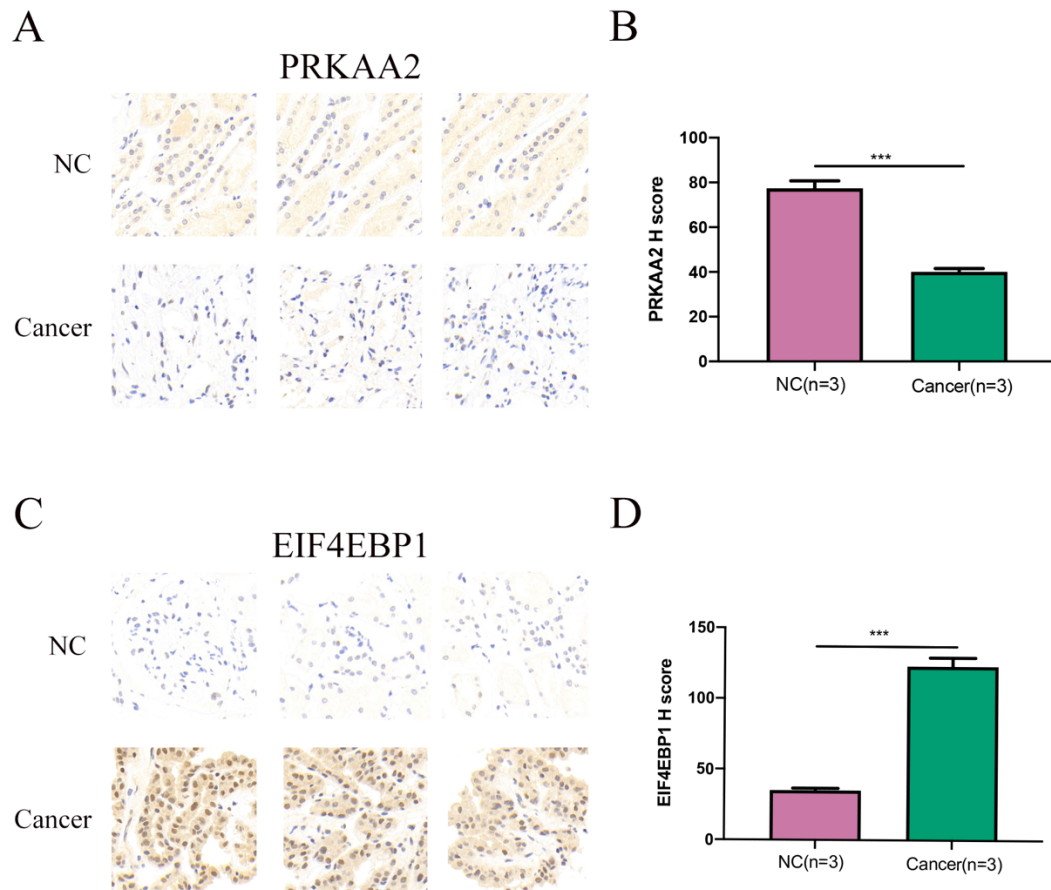 A
PRKAA2
NC
Cancer
B
PRKAA2 H score
100
80
60
40
20
0
***
NC(n=3)
Cancer(n=3)
C
EIF4EBP1
NC
Cancer
D
EIF4EBP1 H score
150
100
50
0
***
NC(n=3)
Cancer(n=3)